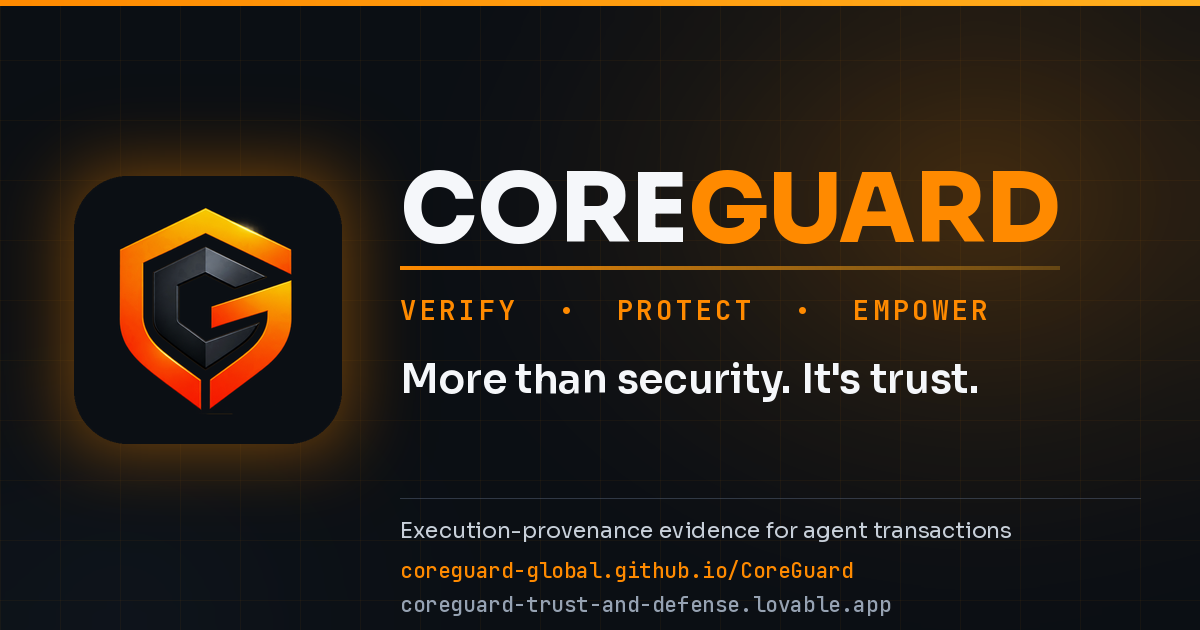 COREGUARD
VERIFY • PROTECT • EMPOWER
More than security. It's trust.
Execution-provenance evidence for agent transactions
coreguard-global.github.io/CoreGuard
coreguard-trust-and-defense.lovable.app